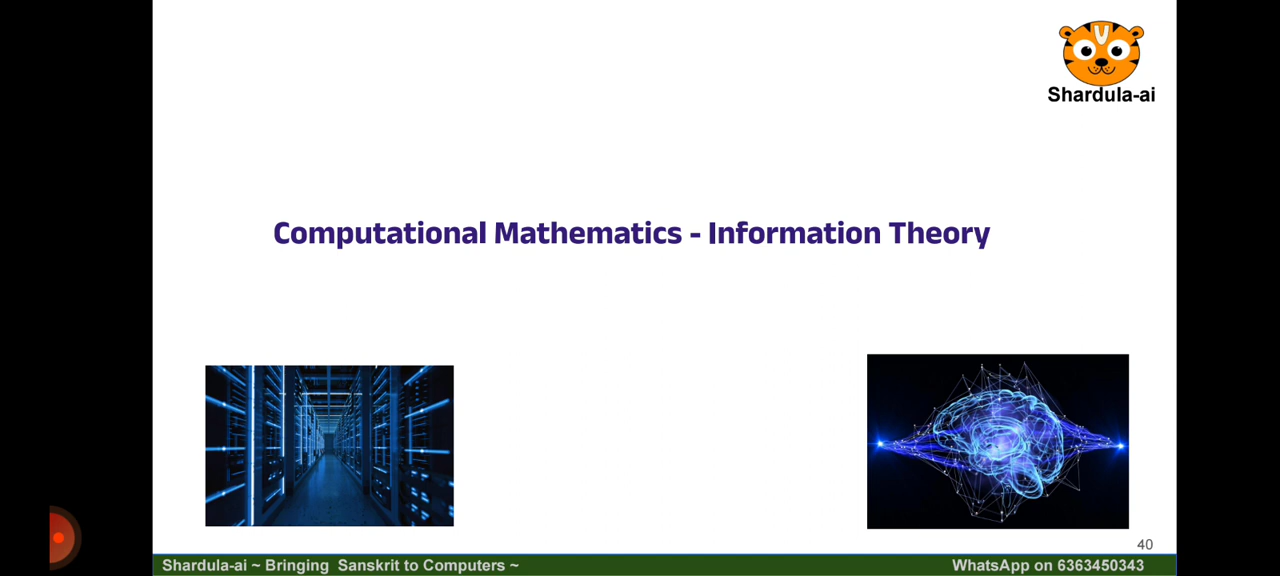 Shardula-ai
Computational Mathematics - Information Theory
40
Shardula-ai ~ Bringing Sanskrit to Computers ~
WhatsApp on 6363450343